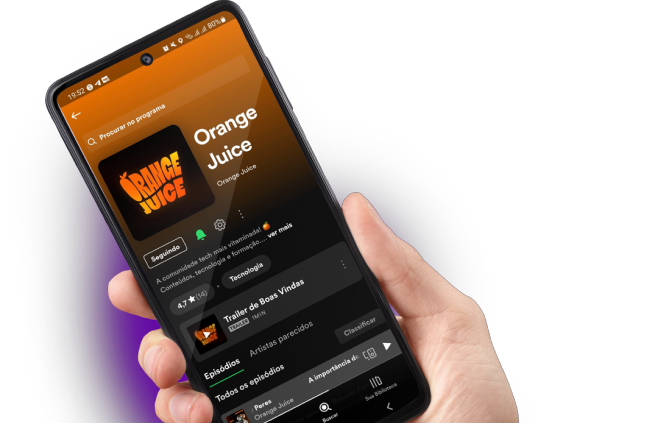 19:52
80%
Procurar no programa
ORANGE
JUICE
Orange
Juice
Orange Juice
Seguindo
A comunidade tech mais vitaminada!
Conteúdos, tecnologia e formação... ver mais
4,7 ★ (14)
Tecnologia
Trailer de Boas Vindas
TRAILER 1MIN
Episódios
Artistas parecidos
Todos os episódios
Classificar
Peres
A importância d
Orange Juice
Buscar
Sua Biblioteca